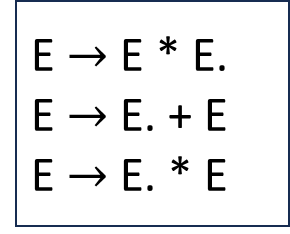 E → E * E.
E → E. + E
E → E. * E